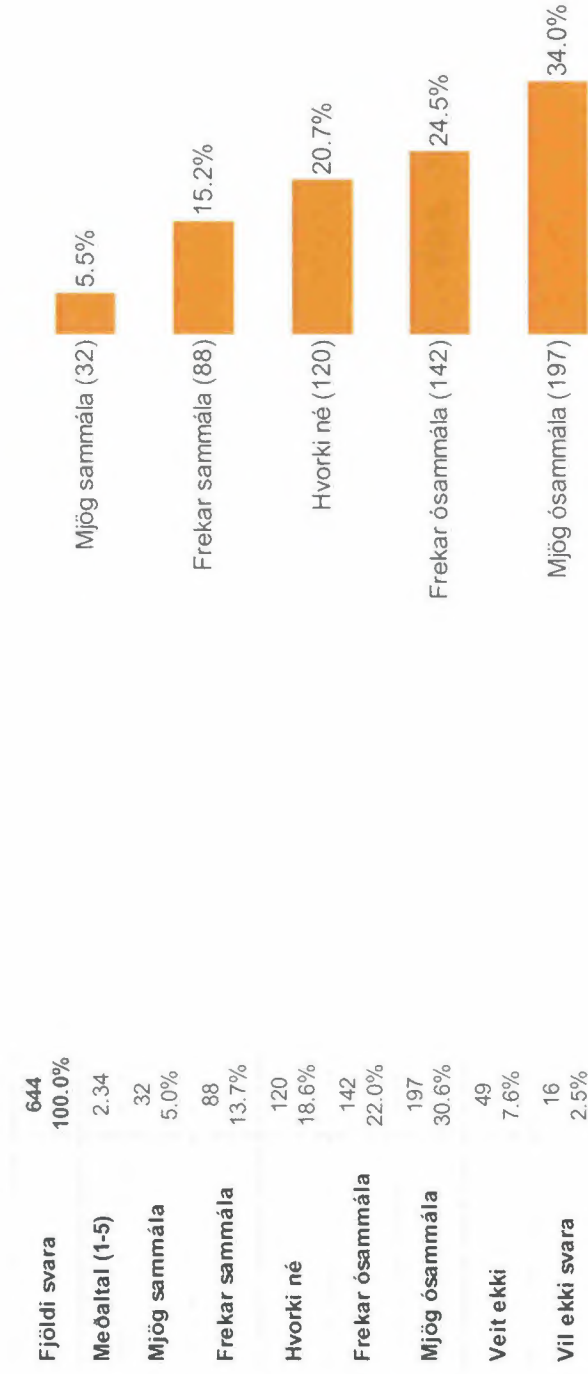 Fjöldi svara 644
100.0%
Meðaltal (1-5) 2.34
Mjög sammála 32
5.0%
Frekar sammála 88
13.7%
Hvorki né 120
18.6%
Frekar ósammála 142
22.0%
Mjög ósammála 197
30.6%
Veit ekki 49
7.6%
Vil ekki svara 16
2.5%
Mjög sammála (32) 5.5%
Frekar sammála (88) 15.2%
Hvorki né (120) 20.7%
Frekar ósammála (142) 24.5%
Mjög ósammála (197) 34.0%